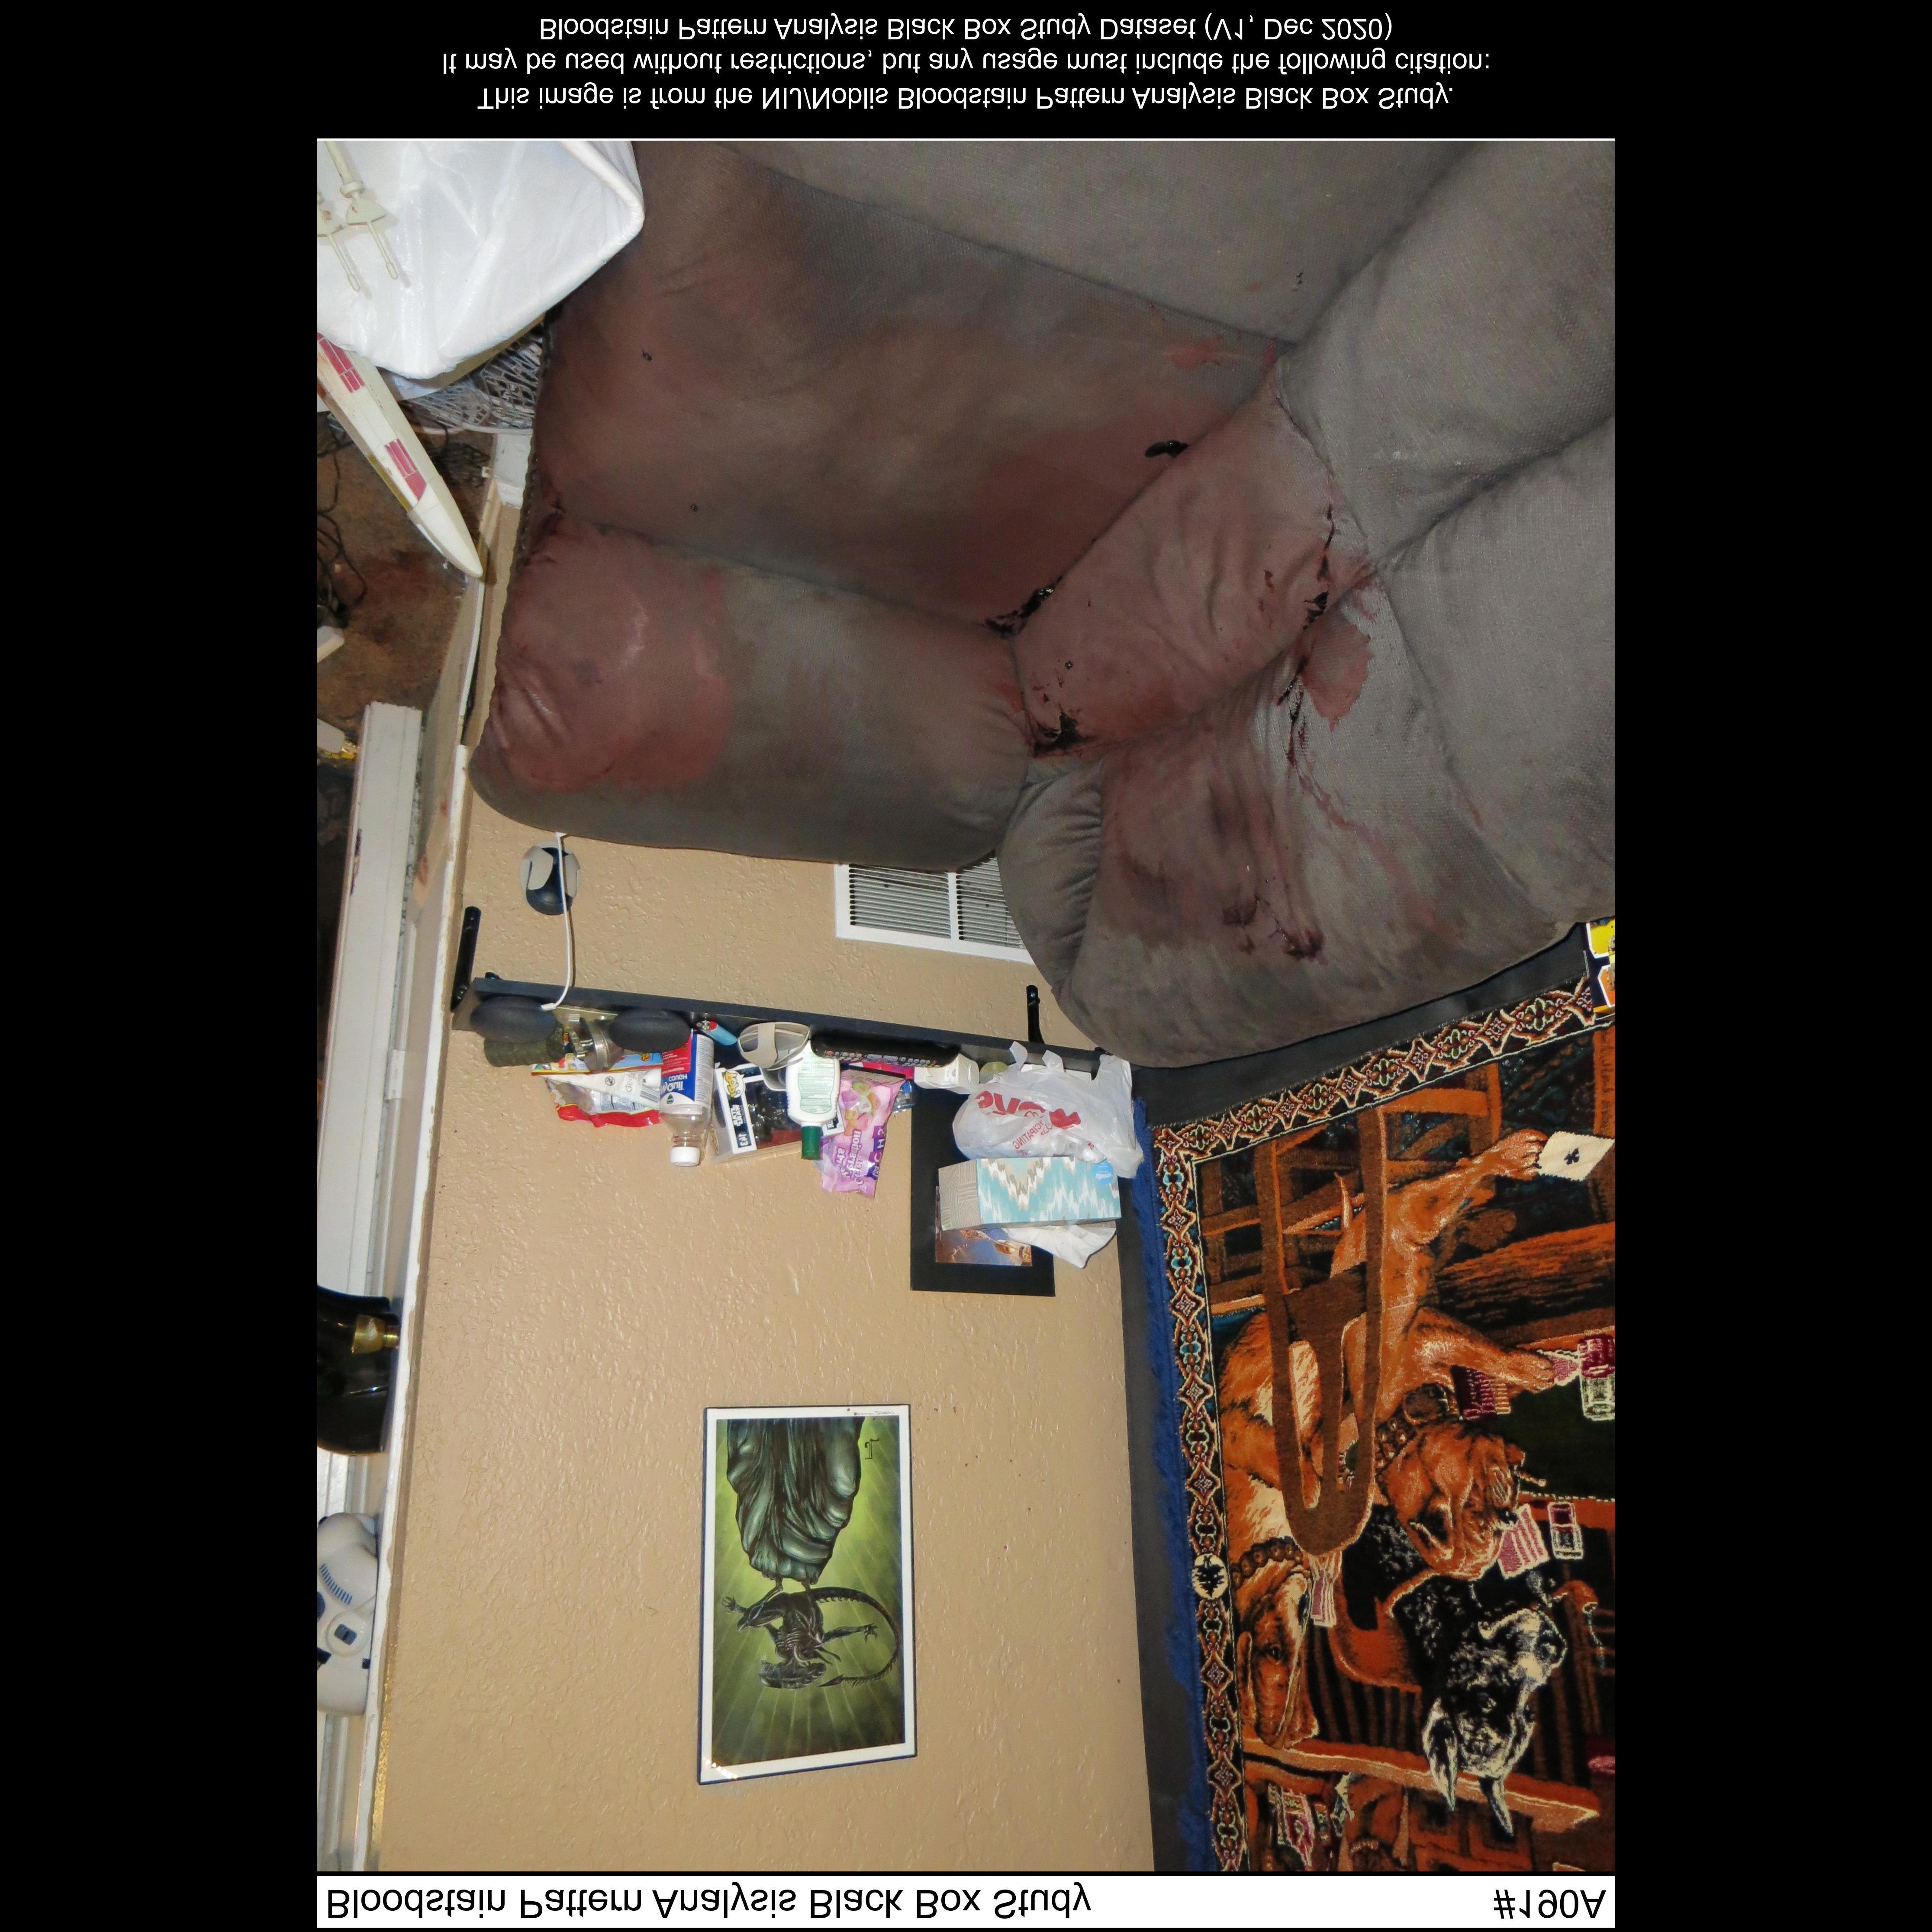 Bloodstain Pattern Analysis Black Box Study #190A
This image is from the NIJ/Noblis Bloodstain Pattern Analysis Black Box Study.
It may be used without restrictions, but any usage must include the following citation:
Bloodstain Pattern Analysis Black Box Study Dataset (V1, Dec 2020)